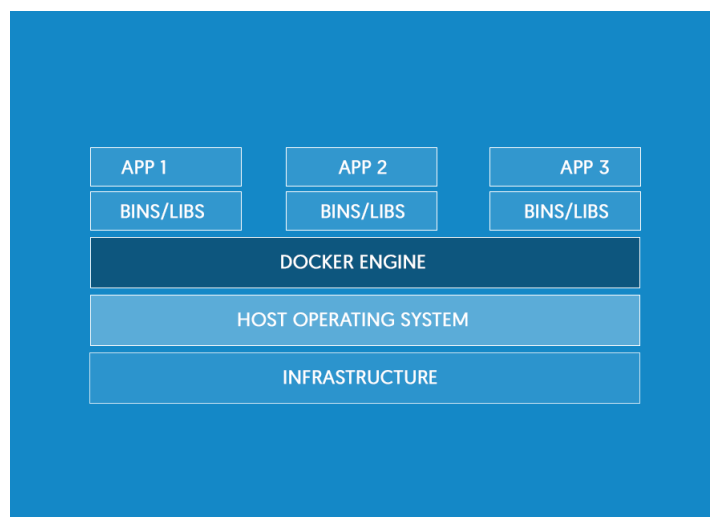 APP 1 APP 2 APP 3
BINS/LIBS BINS/LIBS BINS/LIBS
DOCKER ENGINE
HOST OPERATING SYSTEM
INFRASTRUCTURE